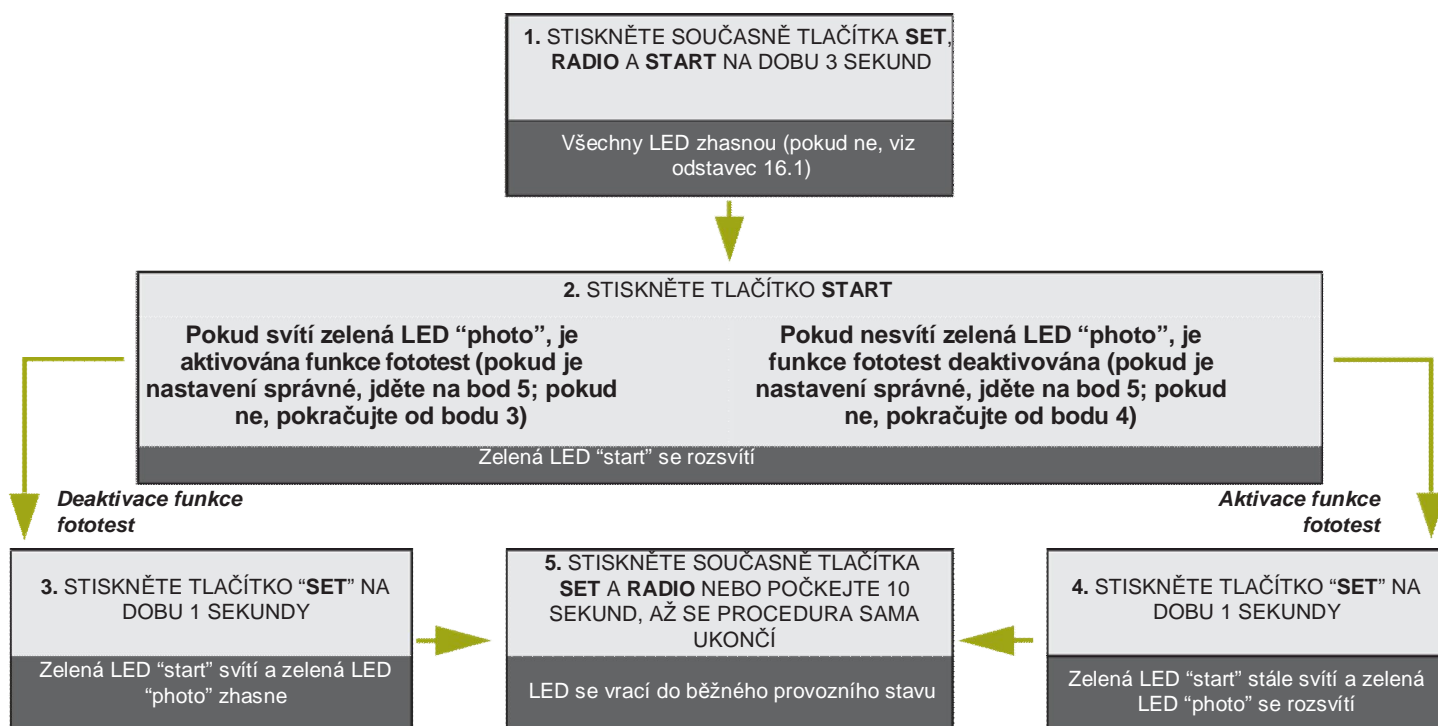 1. STISKNĚTE SOUČASNĚ TLAČÍTKA SET,
RADIO A START NA DOBU 3 SEKUND
Všechny LED zhasnou (pokud ne, viz
odstavec 16.1)
2. STISKNĚTE TLAČÍTKO START
Pokud svítí zelená LED “photo”, je
aktivována funkce fototest (pokud je
nastavení správné, jděte na bod 5; pokud
ne, pokračujte od bodu 3)
Pokud nesvítí zelená LED “photo”, je
funkce fototest deaktivována (pokud je
nastavení správné, jděte na bod 5; pokud
ne, pokračujte od bodu 4)
Zelená LED “start” se rozsvítí
Deaktivace funkce
fototest
Aktivace funkce
fototest
3. STISKNĚTE TLAČÍTKO “SET” NA
DOBU 1 SEKUNDY
Zelená LED “start” svítí a zelená LED
“photo” zhasne
5. STISKNĚTE SOUČASNĚ TLAČÍTKA
SET A RADIO NEBO POČKEJTE 10
SEKUND, AŽ SE PROCEDURA SAMA
UKONČÍ
LED se vrací do běžného provozního stavu
4. STISKNĚTE TLAČÍTKO “SET” NA
DOBU 1 SEKUNDY
Zelená LED “start” stále svítí a zelená
LED “photo” se rozsvítí